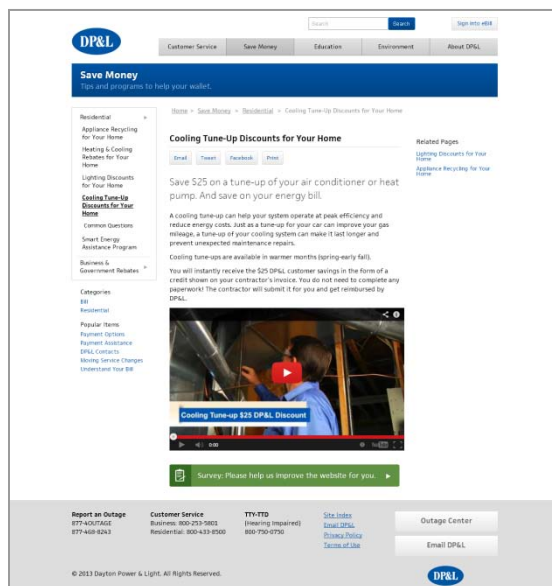 Search
Search
Sign into eBill
DP&L
Customer Service
Save Money
Education
Environment
About DP&L
Save Money
Tips and programs to help your wallet.
Residential
Appliance Recycling
for Your Home
Heating & Cooling
Rebates for Your
Home
Lighting Discounts
for Your Home
Cooling Tune-Up
Discounts for Your
Home
Common Questions
Smart Energy
Assistance Program
Business &
Government Rebates
Categories
Bill
Residential
Popular Items
Payment Options
Payment Assistance
DP&L Contacts
Moving Service Changes
Understand Your Bill
Home > Save Money > Residential > Cooling Tune-Up Discounts for Your Home
Cooling Tune-Up Discounts for Your Home
Email
Tweet
Facebook
Print
Save $25 on a tune-up of your air conditioner or heat
pump. And save on your energy bill.
A cooling tune-up can help your system operate at peak efficiency and
reduce energy costs. Just as a tune-up for your car can improve your gas
mileage, a tune-up of your cooling system can make it last longer and
prevent unexpected maintenance repairs.
Cooling tune-ups are available in warmer months (spring-early fall).
You will instantly receive the $25 DP&L customer savings in the form of a
credit shown on your contractor's invoice. You do not need to complete any
paperwork! The contractor will submit it for you and get reimbursed by
DP&L.
Cooling Tune-up $25 DP&L Discount
0:00
YouTube
Survey: Please help us improve the website for you.
Related Pages
Lighting Discounts for Your
Home
Appliance Recycling for Your
Home
Report an Outage
877-4OUTAGE
877-468-8243
Customer Service
Business: 800-253-5801
Residential: 800-433-8500
TTY-TTD
(Hearing Impaired)
800-750-0750
Site Index
Email DP&L
Privacy Policy
Terms of Use
Outage Center
Email DP&L
© 2013 Dayton Power & Light. All Rights Reserved.
DP&L